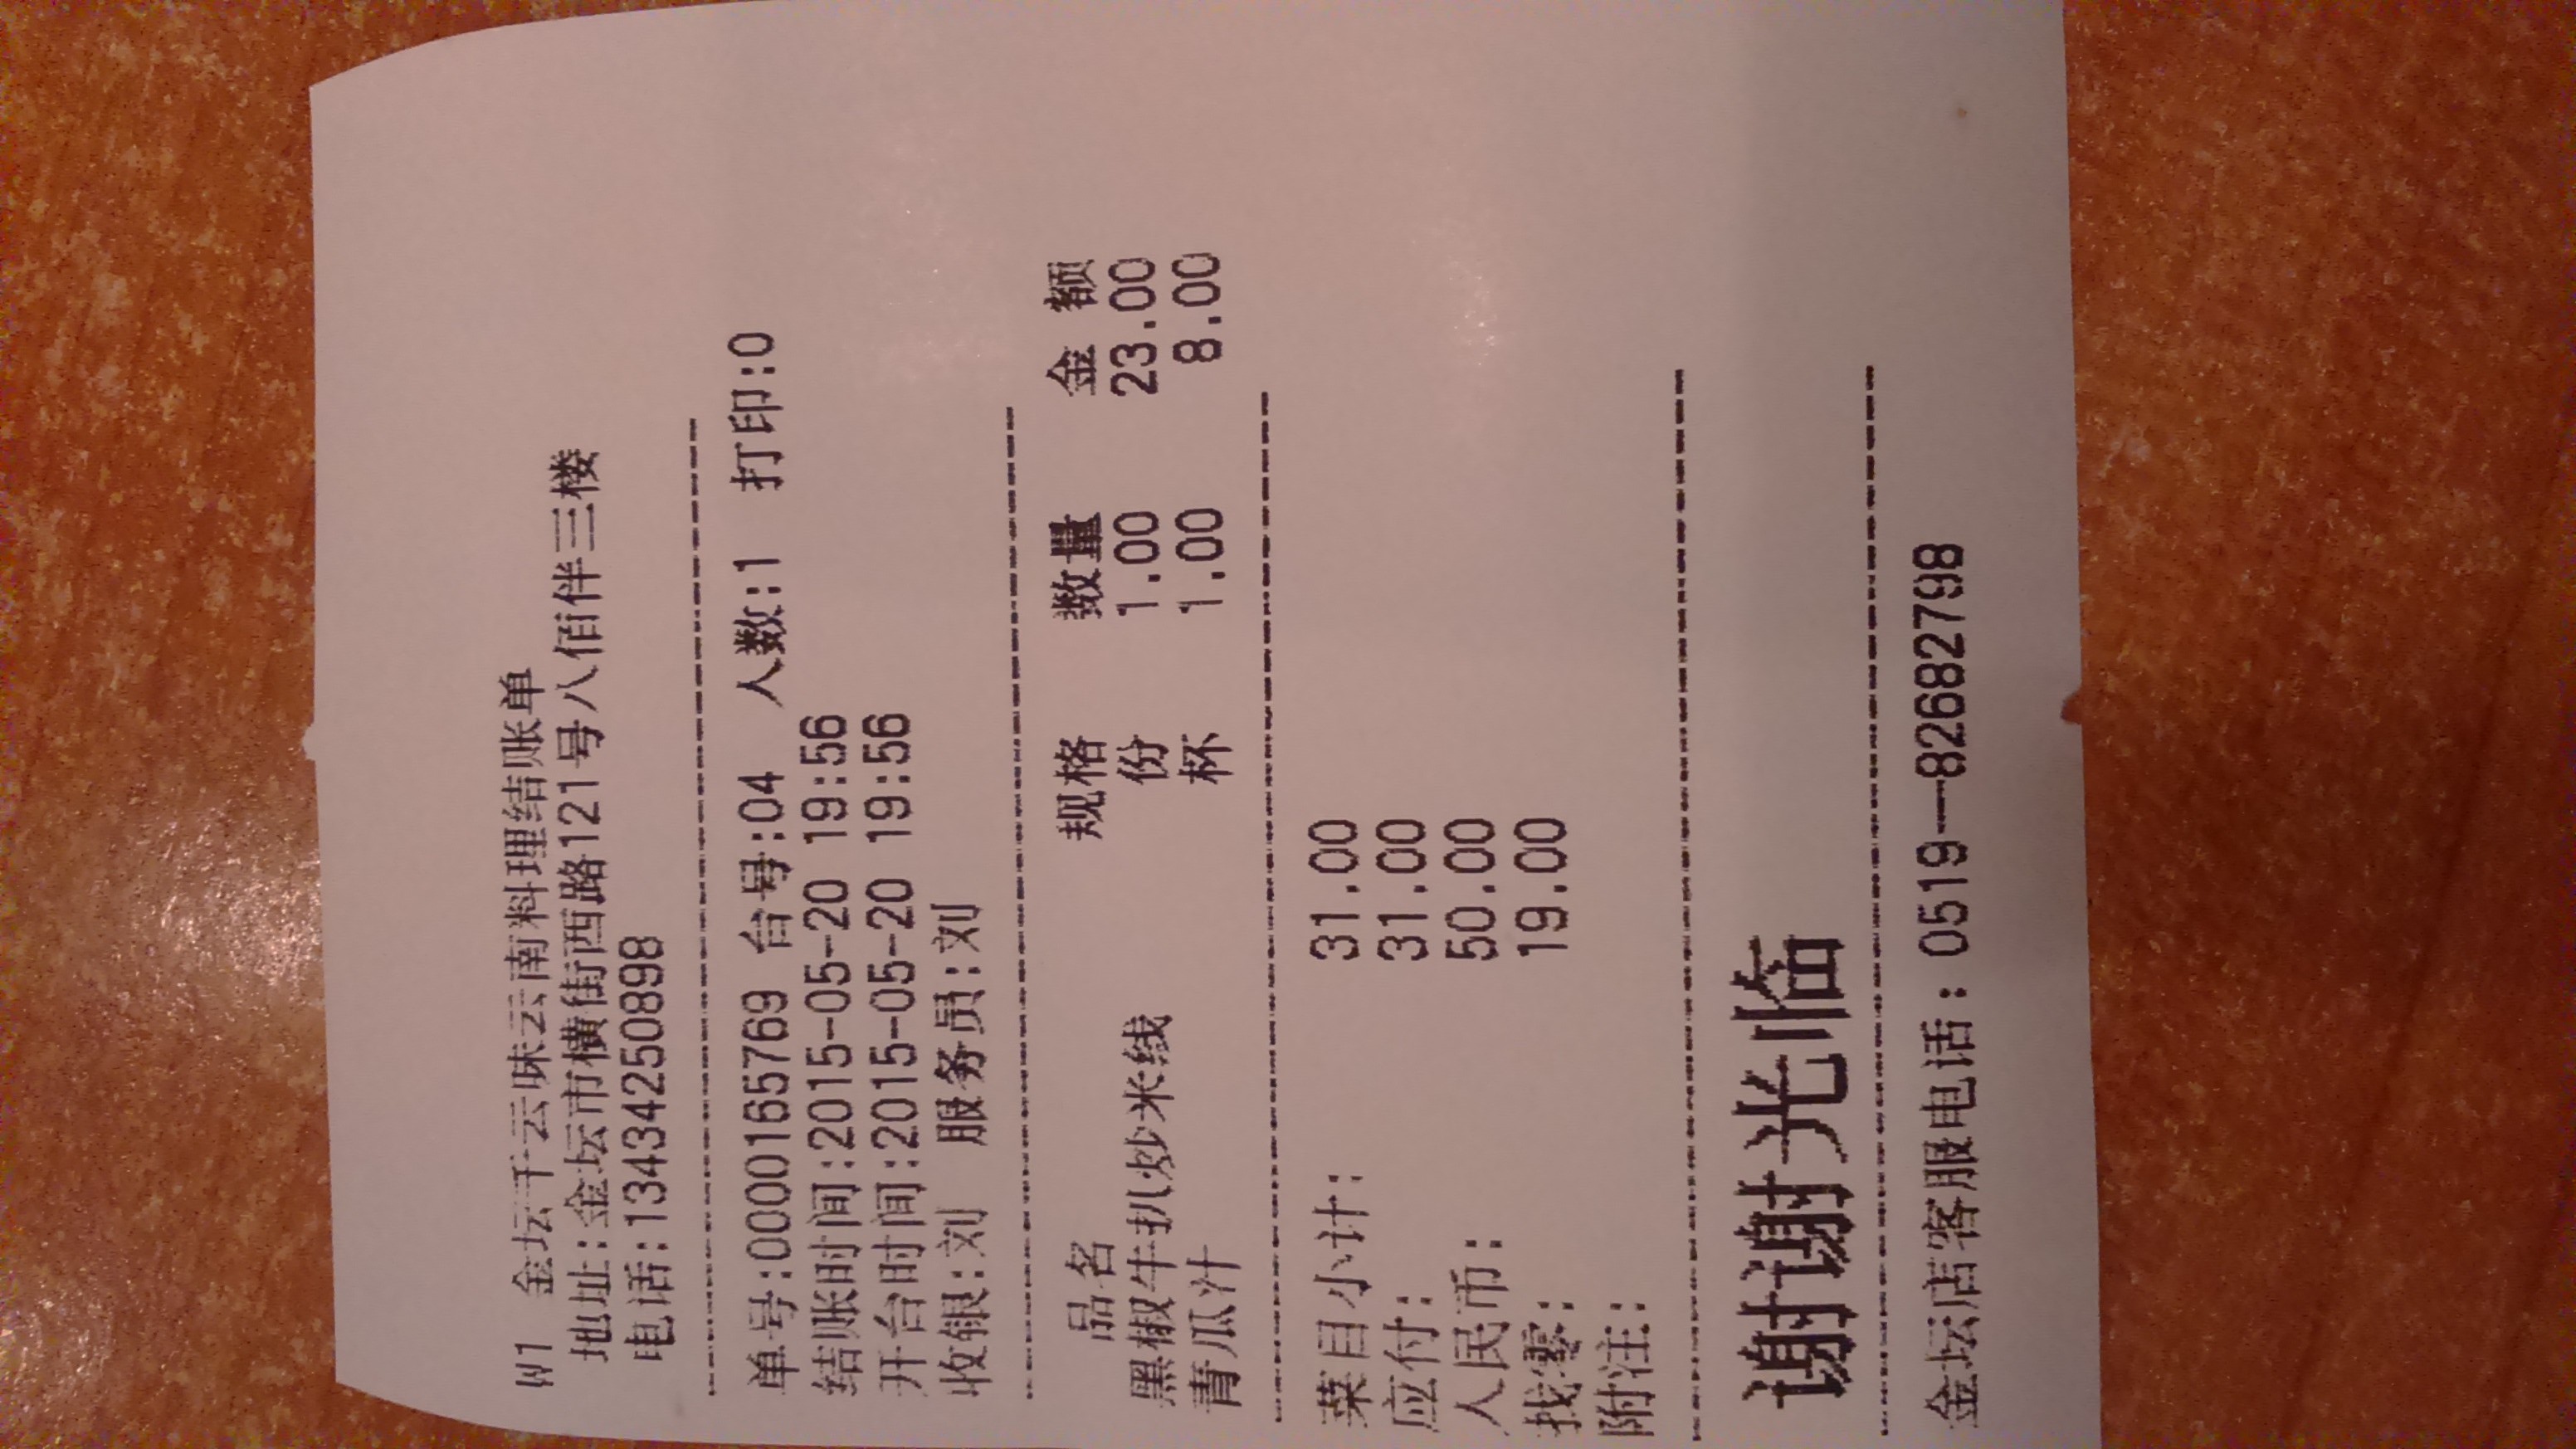 W1 金坛千云味云南料理结账单
地址:金坛市横街西路121号八佰伴三楼
电话:13434250898
单号:0000165769 台号:04 人数:1 打印:0
结账时间:2015-05-20 19:56
开台时间:2015-05-20 19:56
收银:刘 服务员:刘
品名 规格 数量 金 额
黑椒牛扒炒米线 份 1.00 23.00
青瓜汁 杯 1.00 8.00
菜目小计: 31.00
应付: 31.00
人民币: 50.00
找零: 19.00
附注:
谢谢光临
金坛店客服电话：0519—82682798